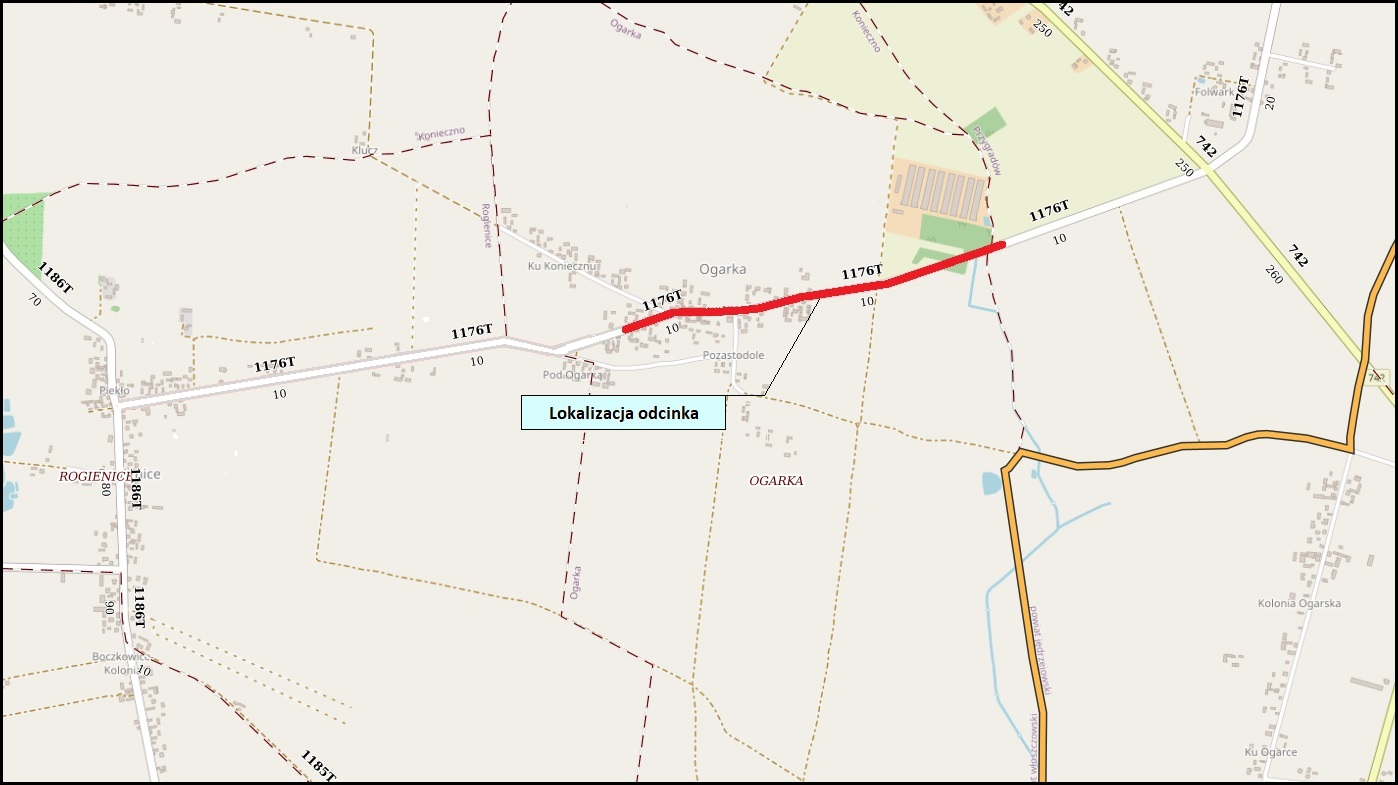 42
250
Ogarka
Konieczno
1176T
20
Folwark
Konieczno
Klucz
Przygradów
742
250
Rogienice
1176T
10
742
260
1186T
70
Ku Koniecznu
Ogarka
1176T
10
1176T
10
1176T
10
Pozastodole
1176T
10
Pod Ogarką
Piekło
742
Lokalizacja odcinka
ROGIENICE
nice
80
1186T
OGARKA
Ogarka
90
1186T
Kolonia Ogarska
powiat jędrzejowski
Boczkowice
Kolonia
10
t włoszczowski
Ku Ogarce
1185T